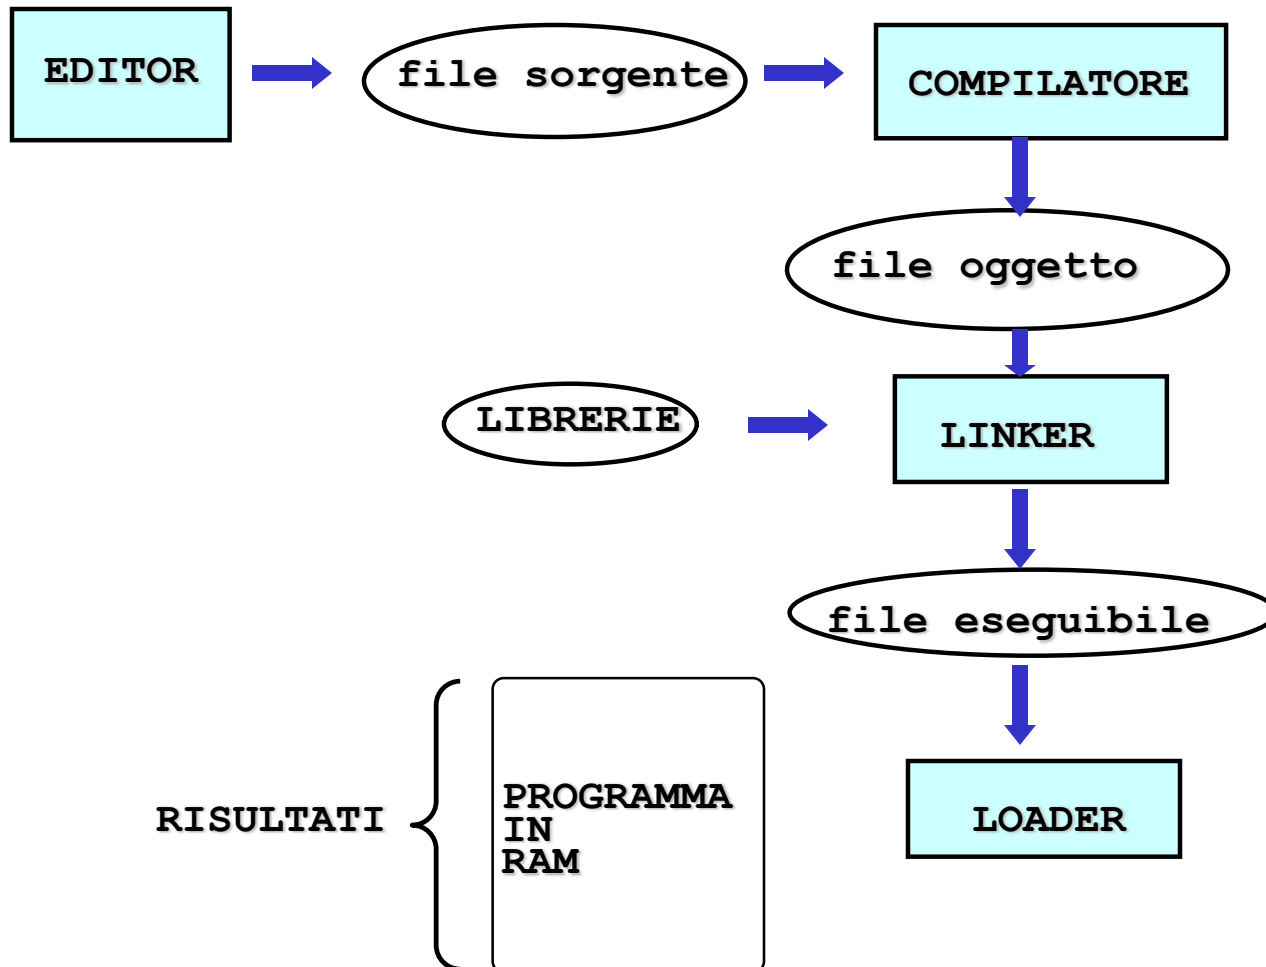 EDITOR
file sorgente
COMPILATORE
file oggetto
LIBRERIE
LINKER
file eseguibile
RISULTATI
PROGRAMMA
IN
RAM
LOADER